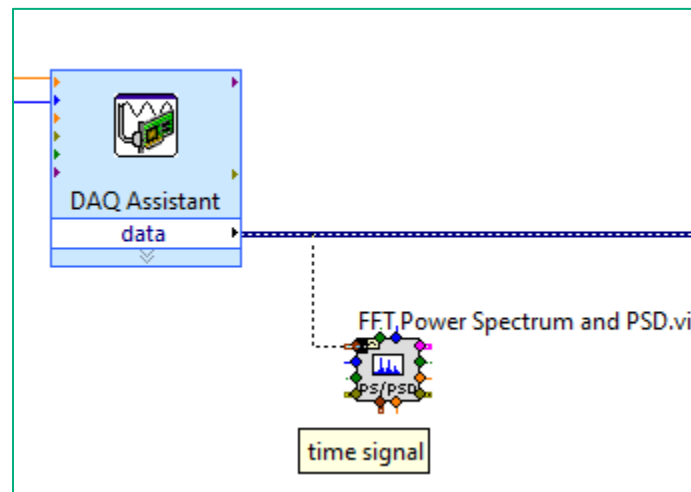 DAQ Assistant
data
FFT Power Spectrum and PSD.vi
PS/PSD
time signal